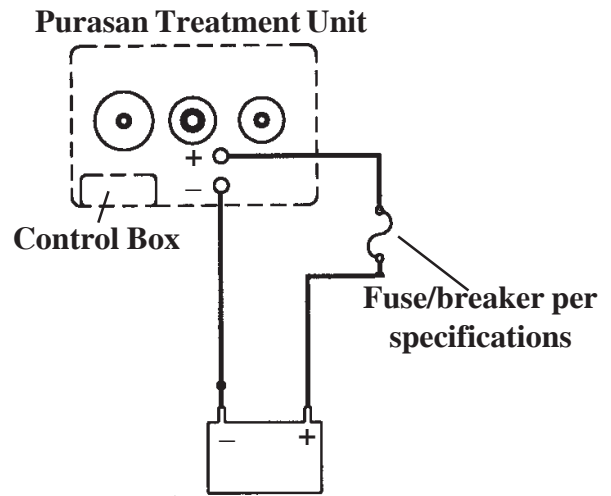 Purasan Treatment Unit
+
–
Control Box
Fuse/breaker per
specifications
– +